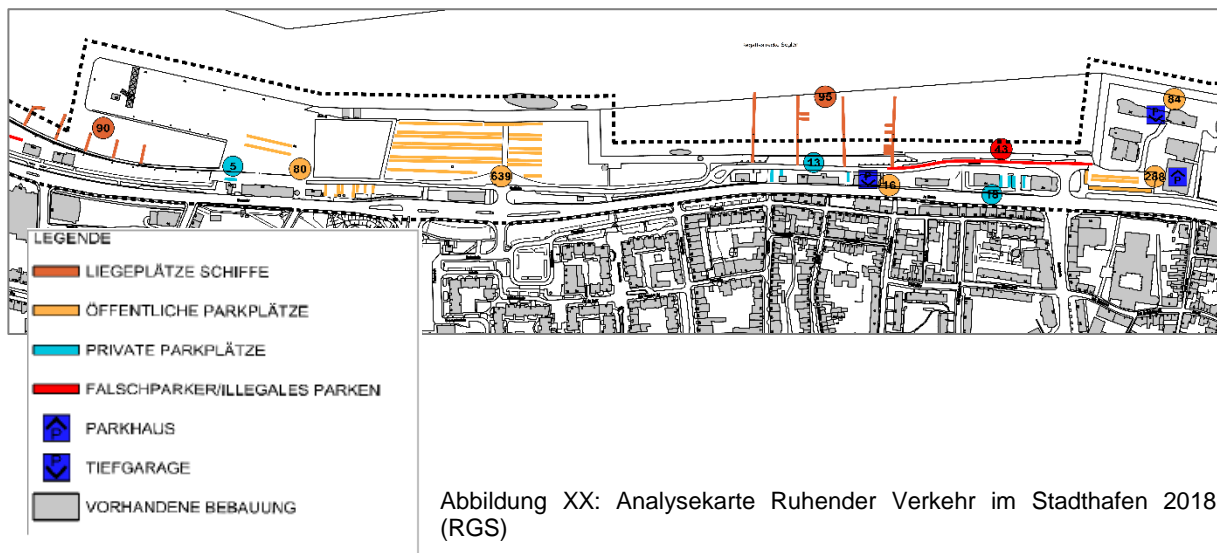 84
95
90
43
13
5
80
639
288
16
18
P
P
P
LEGENDE
LIEGEPLÄTZE SCHIFFE
ÖFFENTLICHE PARKPLÄTZE
PRIVATE PARKPLÄTZE
FALSCHPARKER/ILLEGALES PARKEN
P PARKHAUS
P TIEFGARAGE
VORHANDENE BEBAUUNG
Abbildung XX: Analysekarte Ruhender Verkehr im Stadthafen 2018
(RGS)